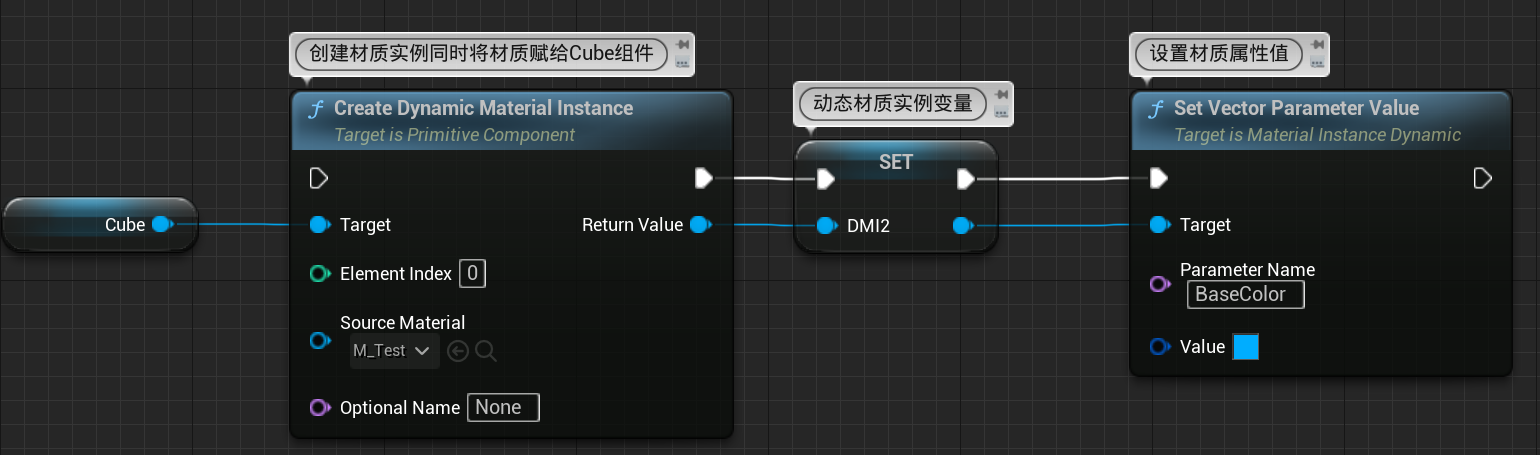 创建材质实例同时将材质赋给Cube组件
Create Dynamic Material Instance
Target is Primitive Component
Cube
Target
Return Value
Element Index 0
Source Material
M_Test
Optional Name None
动态材质实例变量
SET
DMI2
设置材质属性值
Set Vector Parameter Value
Target is Material Instance Dynamic
Target
Parameter Name
BaseColor
Value